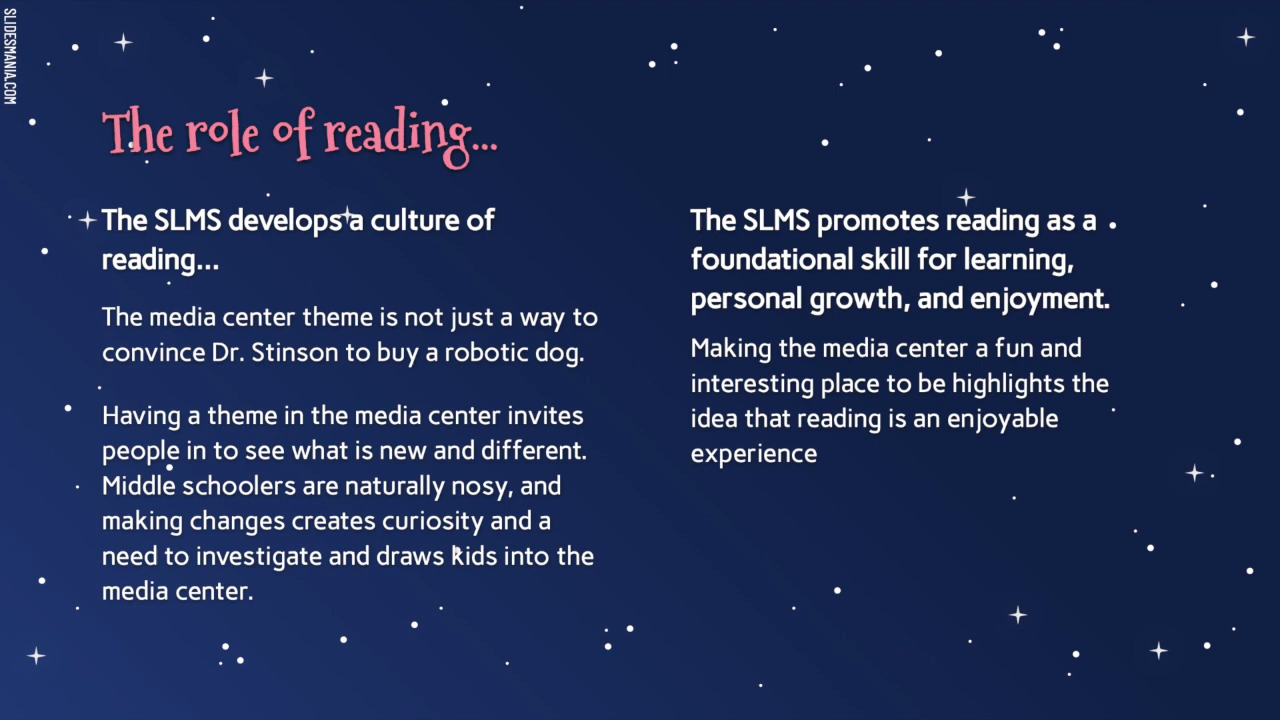 SLIDESMANIA.COM
The role of reading...
The SLMS develops a culture of
reading...
The media center theme is not just a way to
convince Dr. Stinson to buy a robotic dog.
Having a theme in the media center invites
people in to see what is new and different.
Middle schoolers are naturally nosy, and
making changes creates curiosity and a
need to investigate and draws kids into the
media center.
The SLMS promotes reading as a
foundational skill for learning,
personal growth, and enjoyment.
Making the media center a fun and
interesting place to be highlights the
idea that reading is an enjoyable
experience